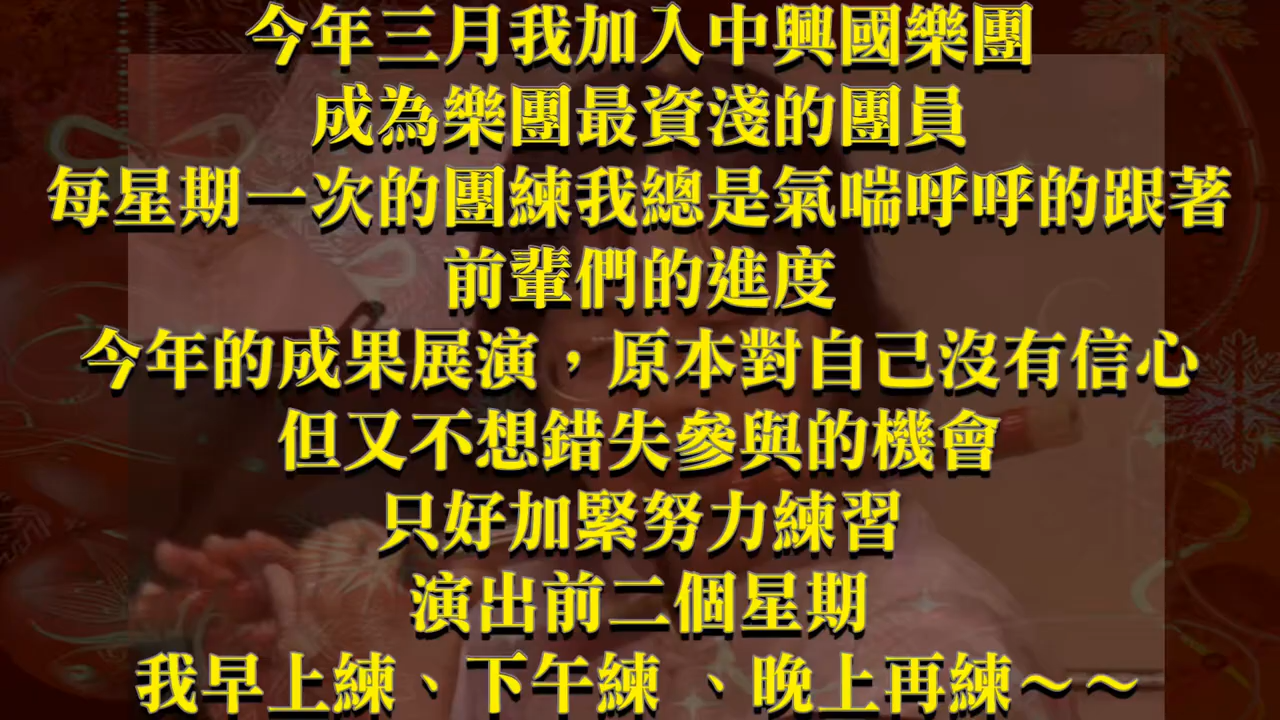 今年三月我加入中興國樂團
成為樂團最資淺的團員
每星期一次的團練我總是氣喘呼呼的跟著
前輩們的進度
今年的成果展演，原本對自己沒有信心
但又不想錯失參與的機會
只好加緊努力練習
演出前二個星期
我早上練、下午練 、晚上再練～～